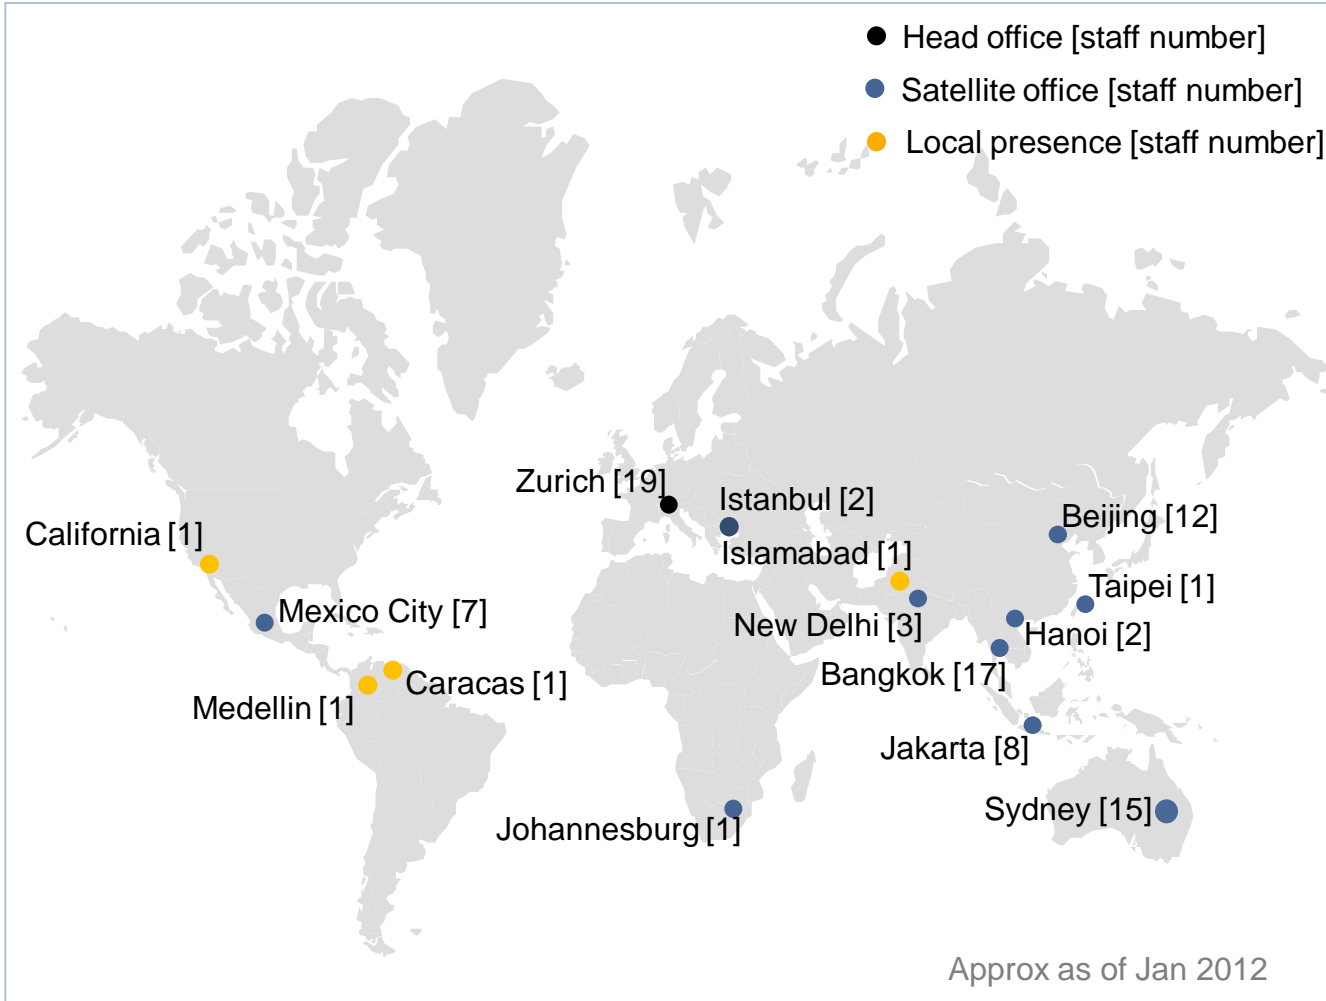 Head office [staff number]
Satellite office [staff number]
Local presence [staff number]
Zurich [19]
Istanbul [2]
Beijing [12]
California [1]
Islamabad [1]
Taipei [1]
Mexico City [7]
New Delhi [3]
Hanoi [2]
Bangkok [17]
Caracas [1]
Medellin [1]
Jakarta [8]
Sydney [15]
Johannesburg [1]
Approx as of Jan 2012